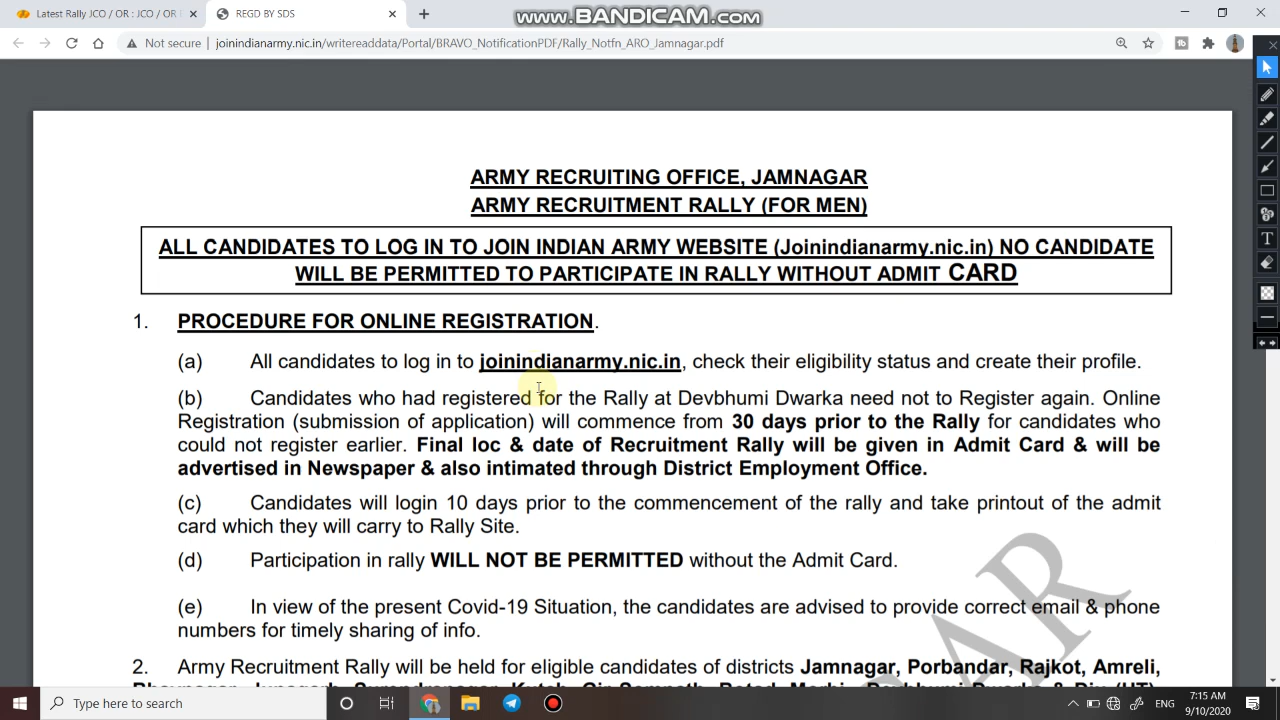 Latest Rally JCO / OR : JCO / OR
REGD BY SDS
www.BANDICAM.com
Not secure
joinindianarmy.nic.in/writereaddata/Portal/BRAVO_NotificationPDF/Rally_Notfn_ARO_Jamnagar.pdf
ARMY RECRUITING OFFICE, JAMNAGAR
ARMY RECRUITMENT RALLY (FOR MEN)
ALL CANDIDATES TO LOG IN TO JOIN INDIAN ARMY WEBSITE (Joinindianarmy.nic.in) NO CANDIDATE
WILL BE PERMITTED TO PARTICIPATE IN RALLY WITHOUT ADMIT CARD
1. PROCEDURE FOR ONLINE REGISTRATION.
(a) All candidates to log in to joinindianarmy.nic.in, check their eligibility status and create their profile.
(b) Candidates who had registered for the Rally at Devbhumi Dwarka need not to Register again. Online
Registration (submission of application) will commence from 30 days prior to the Rally for candidates who
could not register earlier. Final loc & date of Recruitment Rally will be given in Admit Card & will be
advertised in Newspaper & also intimated through District Employment Office.
(c) Candidates will login 10 days prior to the commencement of the rally and take printout of the admit
card which they will carry to Rally Site.
(d) Participation in rally WILL NOT BE PERMITTED without the Admit Card.
(e) In view of the present Covid-19 Situation, the candidates are advised to provide correct email & phone
numbers for timely sharing of info.
2. Army Recruitment Rally will be held for eligible candidates of districts Jamnagar, Porbandar, Rajkot, Amreli,
AR
Type here to search
ENG
7:15 AM
9/10/2020